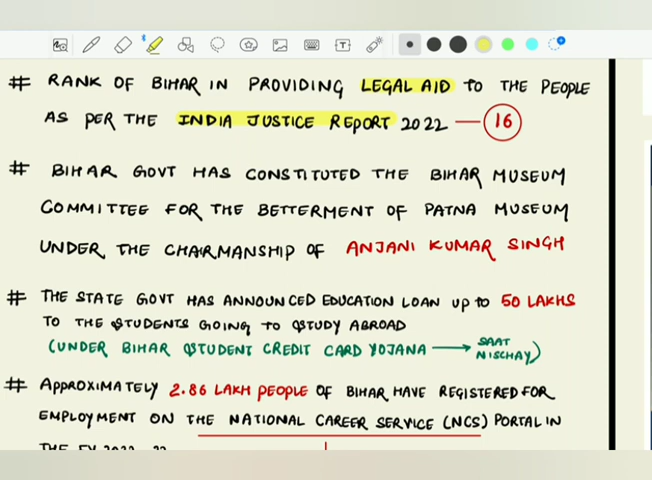 # RANK OF BIHAR IN PROVIDING LEGAL AID TO THE PEOPLE
AS PER THE INDIA JUSTICE REPORT 2022 — 16
# BIHAR GOVT HAS CONSTITUTED THE BIHAR MUSEUM
COMMITTEE FOR THE BETTERMENT OF PATNA MUSEUM
UNDER THE CHAIRMANSHIP OF ANJANI KUMAR SINGH
# THE STATE GOVT HAS ANNOUNCED EDUCATION LOAN UP TO 50 LAKHS
TO THE STUDENTS GOING TO STUDY ABROAD
(UNDER BIHAR STUDENT CREDIT CARD YOJANA → SAAT NISCHAY)
# APPROXIMATELY 2.86 LAKH PEOPLE OF BIHAR HAVE REGISTERED FOR
EMPLOYMENT ON THE NATIONAL CAREER SERVICE (NCS) PORTAL IN
THE FY 2022